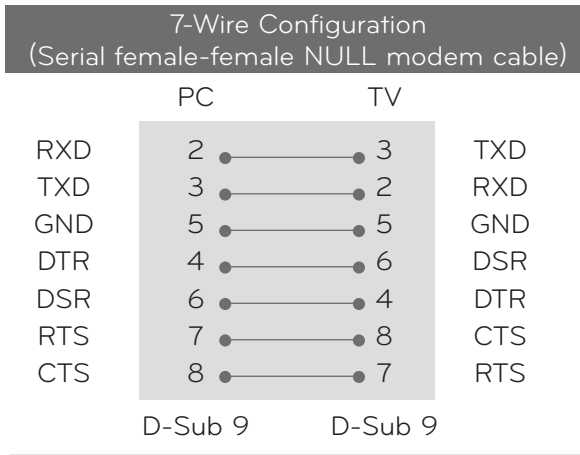 7-Wire Configuration
(Serial female-female NULL modem cable)
PC TV
RXD 2 3 TXD
TXD 3 2 RXD
GND 5 5 GND
DTR 4 6 DSR
DSR 6 4 DTR
RTS 7 8 CTS
CTS 8 7 RTS
D-Sub 9 D-Sub 9